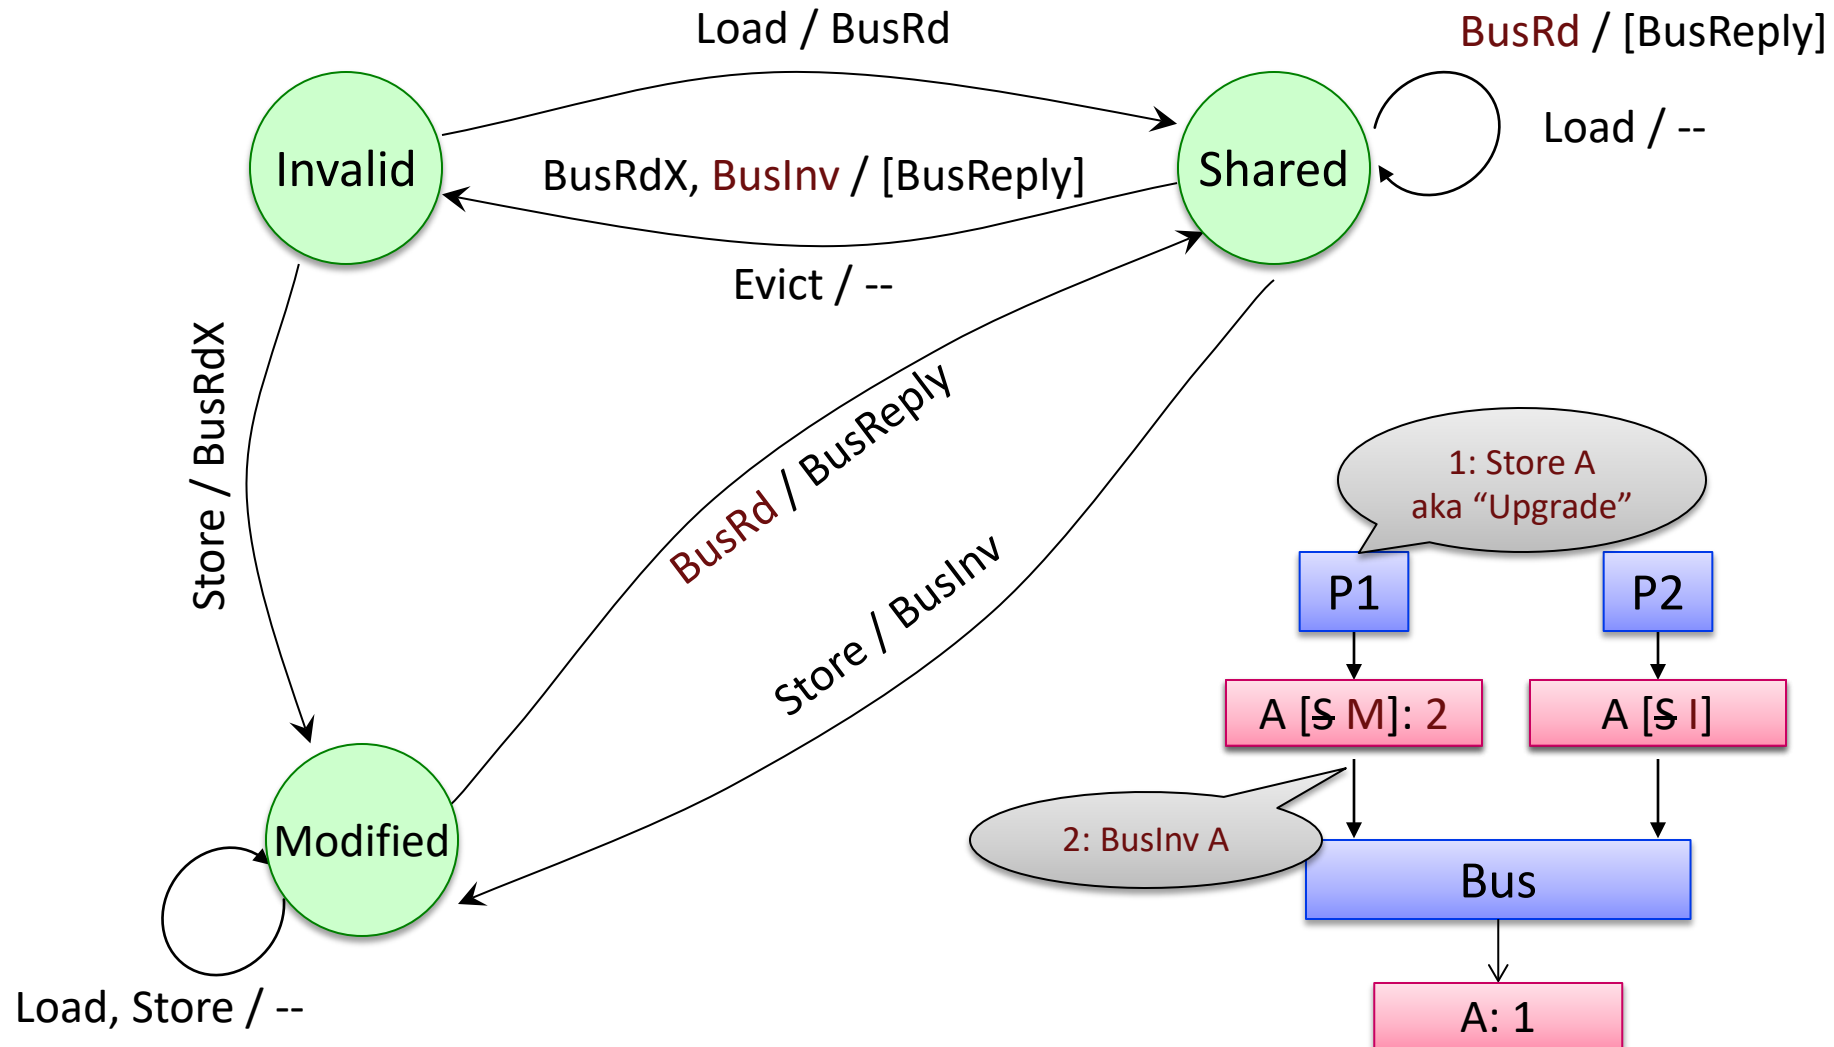 Load / BusRd
BusRd / [BusReply]
Load / --
Invalid
Shared
BusRdX, BusInv / [BusReply]
Evict / --
Store / BusRdX
BusRd / BusReply
Store / BusInv
Modified
Load, Store / --
1: Store A
aka “Upgrade”
P1
P2
A [S M]: 2
A [S I]
2: BusInv A
Bus
A: 1